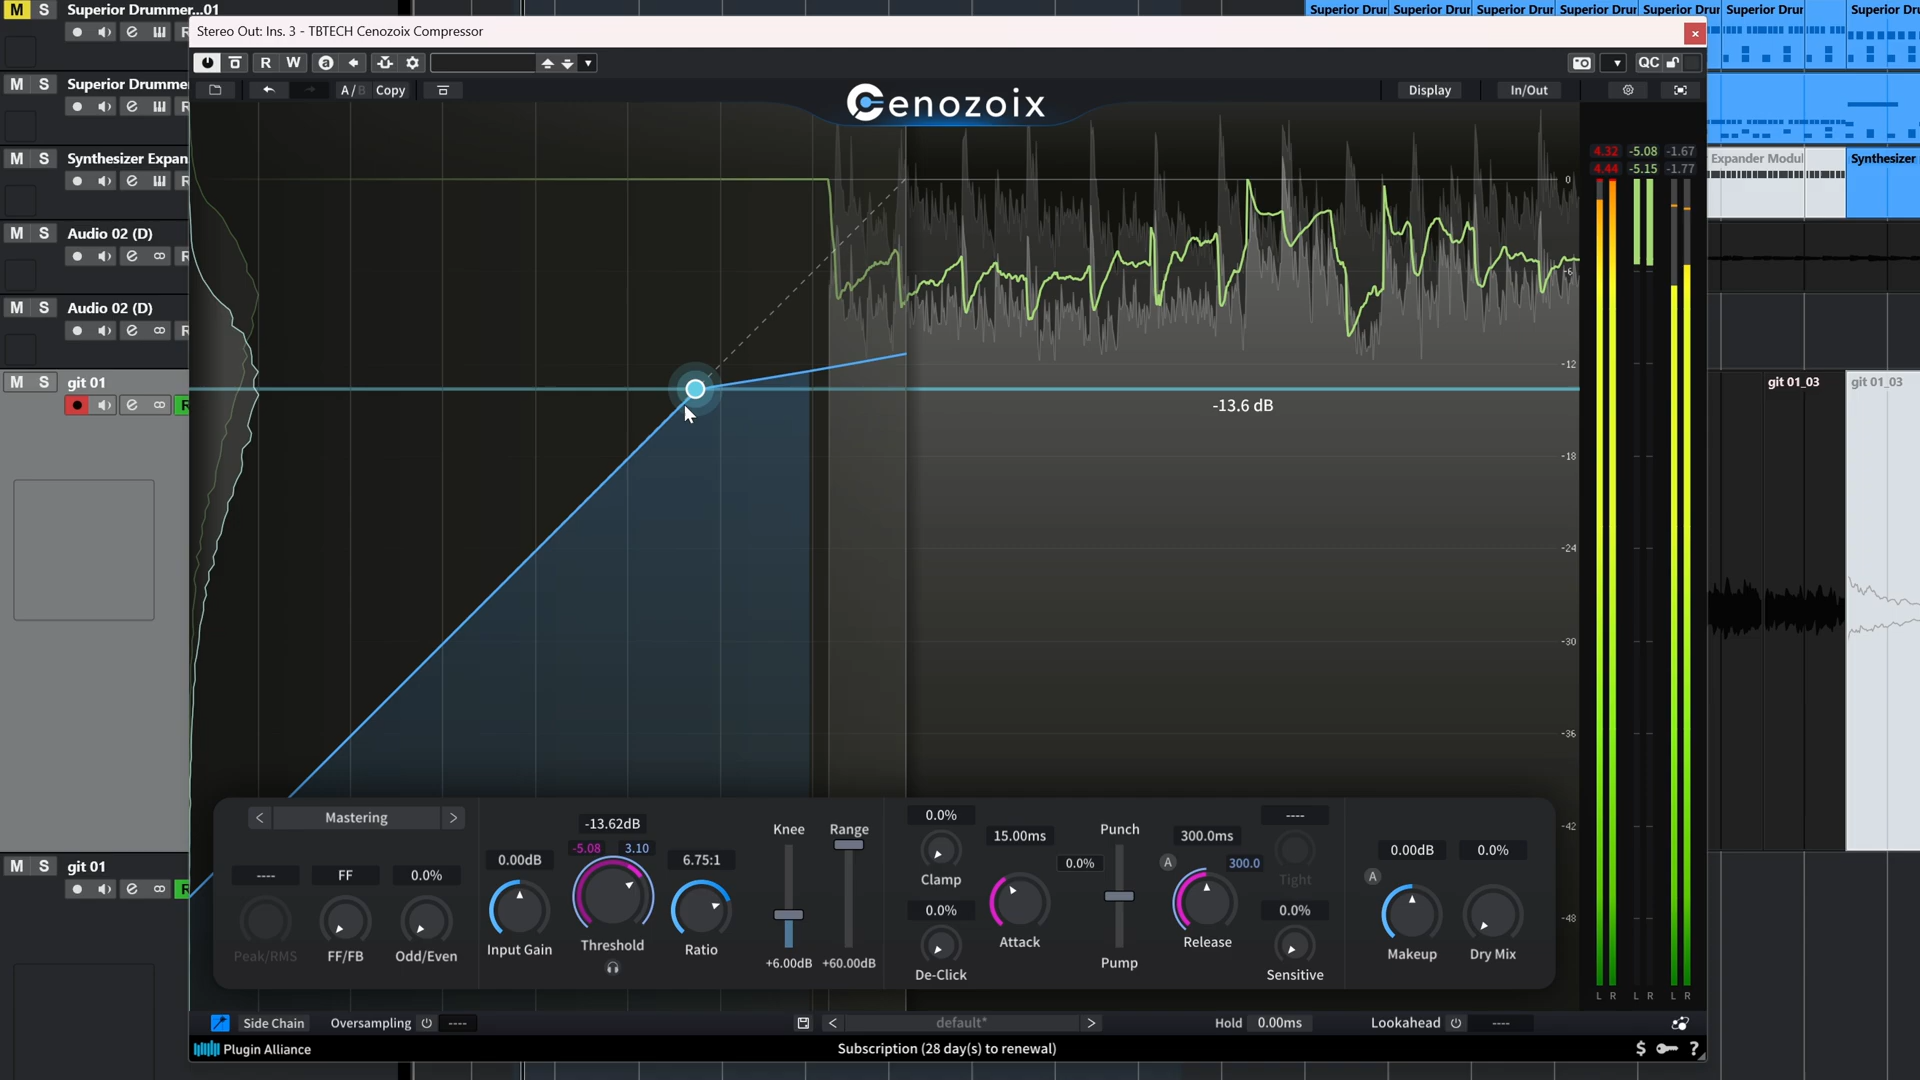 M S Superior Drummer...01
Superior Drur Superior Drur Superior Drur Superior Drur Superior Drur Superior Drur Superior Drur
Stereo Out: Ins. 3 - TBTECH Cenozoix Compressor
R W a QC
M S Superior Drumme
A/B Copy
Cenozoix
Display In/Out
4.32 -5.08 -1.67
4.44 -5.15 -1.77
M S Synthesizer Expan
Expander Modul Synthesizer
0
M S Audio 02 (D)
-6
M S Audio 02 (D)
-12
M S git 01
git 01_03 git 01_03
-13.6 dB
-18
-24
-30
-36
-42
-48
< Mastering >
---- FF 0.0%
Peak/RMS FF/FB Odd/Even
0.00dB
Input Gain
-13.62dB
-5.08 3.10
Threshold
6.75:1
Ratio
Knee Range
+6.00dB +60.00dB
0.0%
Clamp
0.0%
De-Click
15.00ms
Attack
Punch
0.0%
Pump
300.0ms
A 300.0
Release
----
Tight
0.0%
Sensitive
0.00dB 0.0%
A
Makeup Dry Mix
M S git 01
L R L R L R
Side Chain Oversampling ---- < default* > Hold 0.00ms Lookahead ----
Plugin Alliance Subscription (28 day(s) to renewal) $ ?